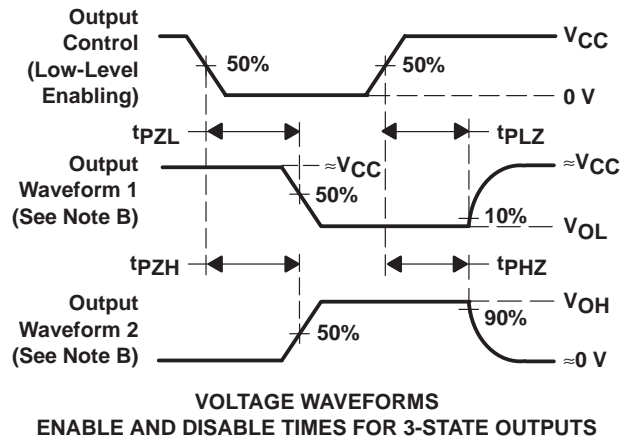 Output
Control
(Low-Level
Enabling)
50%
50%
VCC
0 V
tPZL
tPLZ
Output
Waveform 1
(See Note B)
≈VCC
50%
≈VCC
10%
VOL
tPZH
tPHZ
Output
Waveform 2
(See Note B)
50%
VOH
90%
≈0 V
VOLTAGE WAVEFORMS
ENABLE AND DISABLE TIMES FOR 3-STATE OUTPUTS